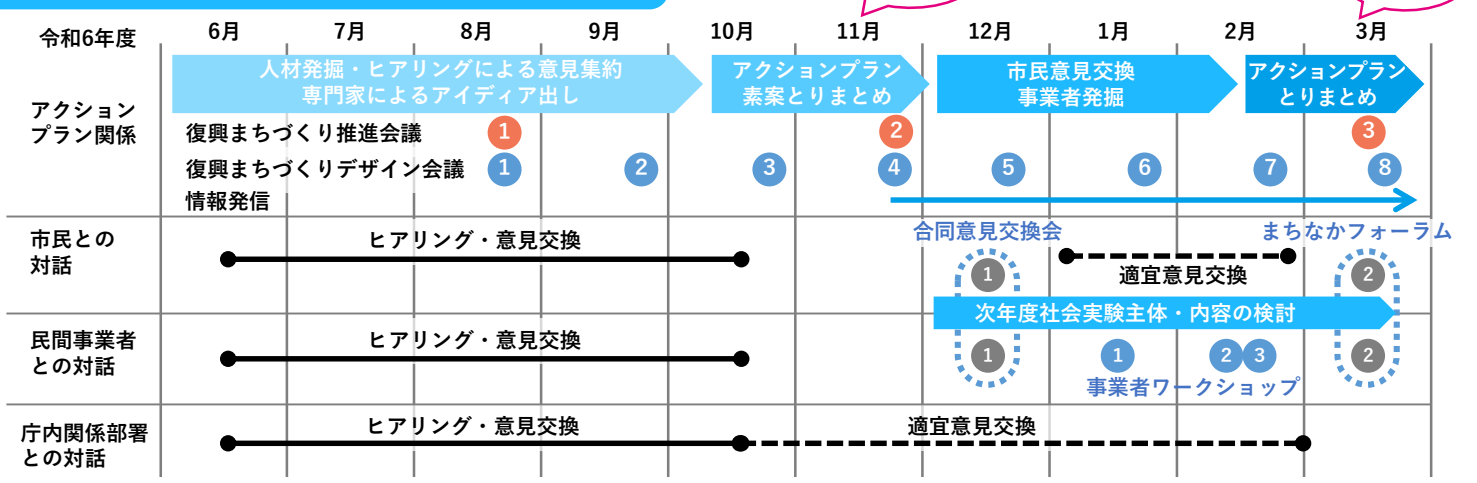 令和6年度 6月 7月 8月 9月 10月 11月 12月 1月 2月 3月
アクション
プラン関係
人材発掘・ヒアリングによる意見集約
専門家によるアイディア出し
アクションプラン
素案とりまとめ
市民意見交換
事業者発掘
アクションプラン
とりまとめ
復興まちづくり推進会議 1 2 3
復興まちづくりデザイン会議 1 2 3 4 5 6 7 8
情報発信
市民との
対話
ヒアリング・意見交換
合同意見交換会
まちなかフォーラム
1 2
適宜意見交換
次年度社会実験主体・内容の検討
民間事業者
との対話
ヒアリング・意見交換
1 1 2 3 2
事業者ワークショップ
庁内関係部署
との対話
ヒアリング・意見交換
適宜意見交換